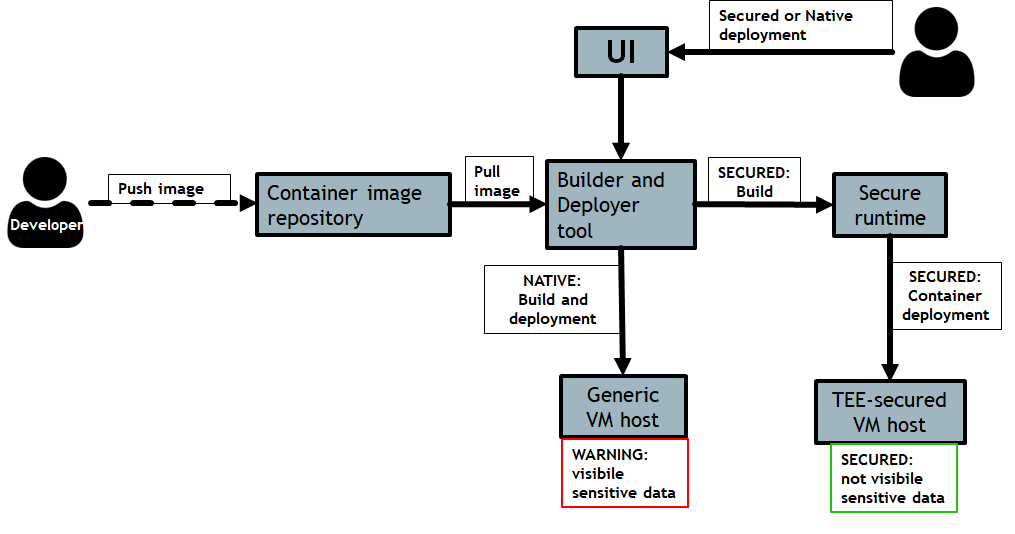 Secured or Native
deployment
UI
Developer
Push image
Container image
repository
Pull
image
Builder and
Deployer
tool
SECURED:
Build
Secure
runtime
NATIVE:
Build and
deployment
SECURED:
Container
deployment
Generic
VM host
WARNING:
visibile
sensitive data
TEE-secured
VM host
SECURED:
not visibile
sensitive data